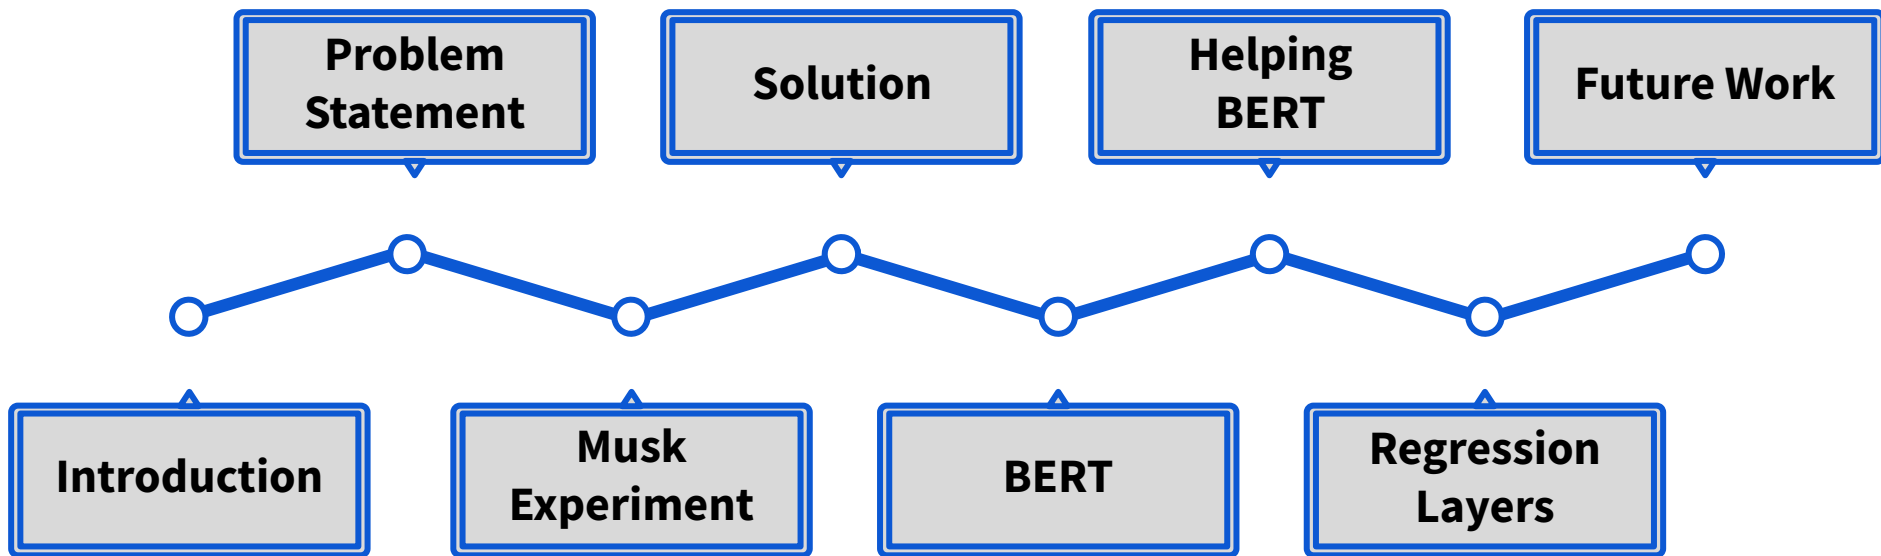 Problem
Statement
Solution
Helping
BERT
Future Work
Introduction
Musk
Experiment
BERT
Regression
Layers